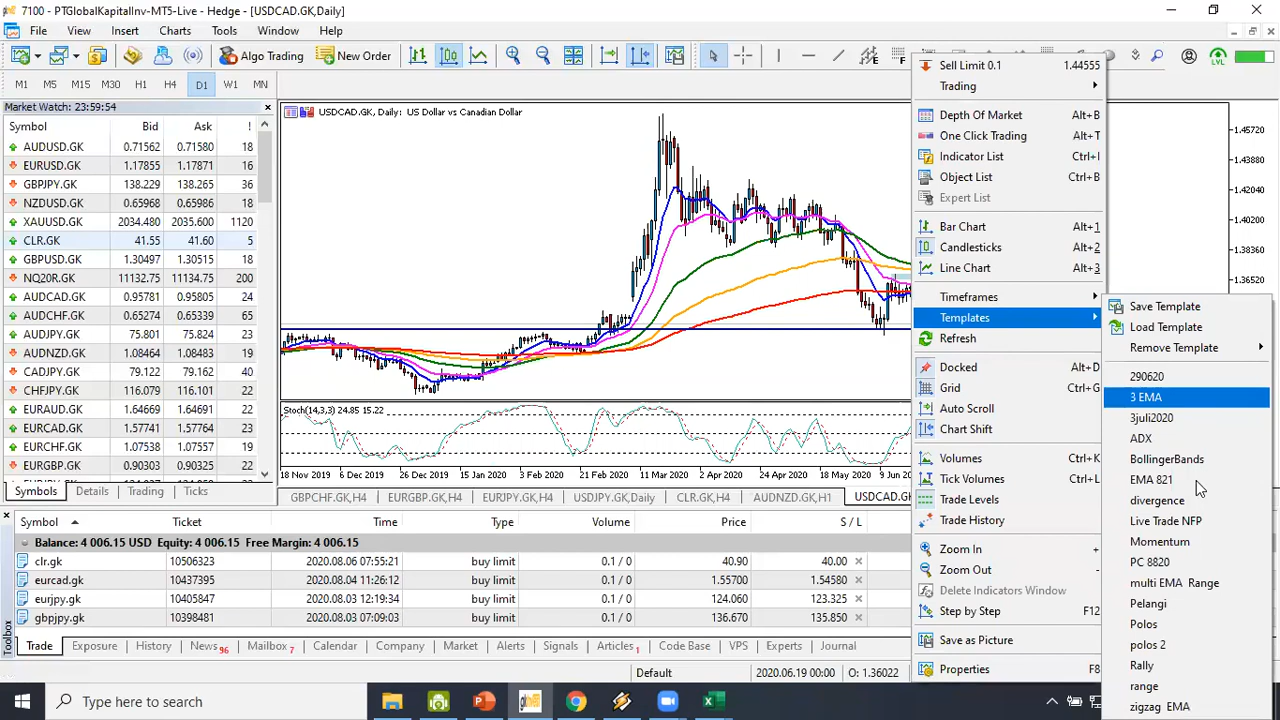 7100 - PTGlobalKapitalInv-MT5-Live - Hedge - [USDCAD.GK,Daily]
File View Insert Charts Tools Window Help
Algo Trading New Order
LVL
M1 M5 M15 M30 H1 H4 D1 W1 MN
Market Watch: 23:59:54
Symbol Bid Ask !
AUDUSD.GK 0.71562 0.71580 18
EURUSD.GK 1.17855 1.17871 16
GBPJPY.GK 138.229 138.265 36
NZDUSD.GK 0.65968 0.65986 18
XAUUSD.GK 2034.480 2035.600 1120
CLR.GK 41.55 41.60 5
GBPUSD.GK 1.30497 1.30515 18
NQ20R.GK 11132.75 11134.75 200
AUDCAD.GK 0.95781 0.95805 24
AUDCHF.GK 0.65274 0.65339 65
AUDJPY.GK 75.801 75.824 23
AUDNZD.GK 1.08464 1.08483 19
CADJPY.GK 79.122 79.162 40
CHFJPY.GK 116.079 116.101 22
EURAUD.GK 1.64669 1.64691 22
EURCAD.GK 1.57741 1.57764 23
EURCHF.GK 1.07538 1.07557 19
EURGBP.GK 0.90303 0.90325 22
Symbols Details Trading Ticks
USDCAD.GK, Daily: US Dollar vs Canadian Dollar
1.45720
1.43880
1.42040
1.40200
1.38360
1.36520
Stoch(14,3,3) 24.85 15.22
18 Nov 2019 6 Dec 2019 26 Dec 2019 15 Jan 2020 3 Feb 2020 21 Feb 2020 11 Mar 2020 2 Apr 2020 24 Apr 2020 18 May 2020 9 Jun 20
GBPCHF.GK,H4 EURGBP.GK,H4 EURJPY.GK,H4 USDJPY.GK,Daily CLR.GK,H4 AUDNZD.GK,H1 USDCAD.GK
Sell Limit 0.1 1.44555
Trading
Depth Of Market Alt+B
One Click Trading Alt+T
Indicator List Ctrl+I
Object List Ctrl+B
Expert List
Bar Chart Alt+1
Candlesticks Alt+2
Line Chart Alt+3
Timeframes
Templates
Refresh
Docked Alt+D
Grid Ctrl+G
Auto Scroll
Chart Shift
Volumes Ctrl+K
Tick Volumes Ctrl+L
Trade Levels
Trade History
Zoom In +
Zoom Out -
Delete Indicators Window
Step by Step F12
Save as Picture
Properties F8
Save Template
Load Template
Remove Template
290620
3 EMA
3juli2020
ADX
BollingerBands
EMA 821
divergence
Live Trade NFP
Momentum
PC 8820
multi EMA Range
Pelangi
Polos
polos 2
Rally
range
zigzag EMA
Symbol Ticket Time Type Volume Price S / L
Balance: 4 006.15 USD Equity: 4 006.15 Free Margin: 4 006.15
clr.gk 10506323 2020.08.06 07:55:21 buy limit 0.1 / 0 40.90 39.50
eurcad.gk 10437395 2020.08.04 11:26:12 buy limit 0.1 / 0 1.55700 1.54580
eurjpy.gk 10405847 2020.08.03 12:19:34 buy limit 0.1 / 0 124.060 123.325
gbpjpy.gk 10398481 2020.08.03 07:09:03 buy limit 0.1 / 0 136.670 135.850
Toolbox
Trade Exposure History News 96 Mailbox 7 Calendar Company Market Alerts Signals Articles 1 Code Base VPS Experts Journal
Default 2020.06.19 00:00 O: 1.36022
Type here to search